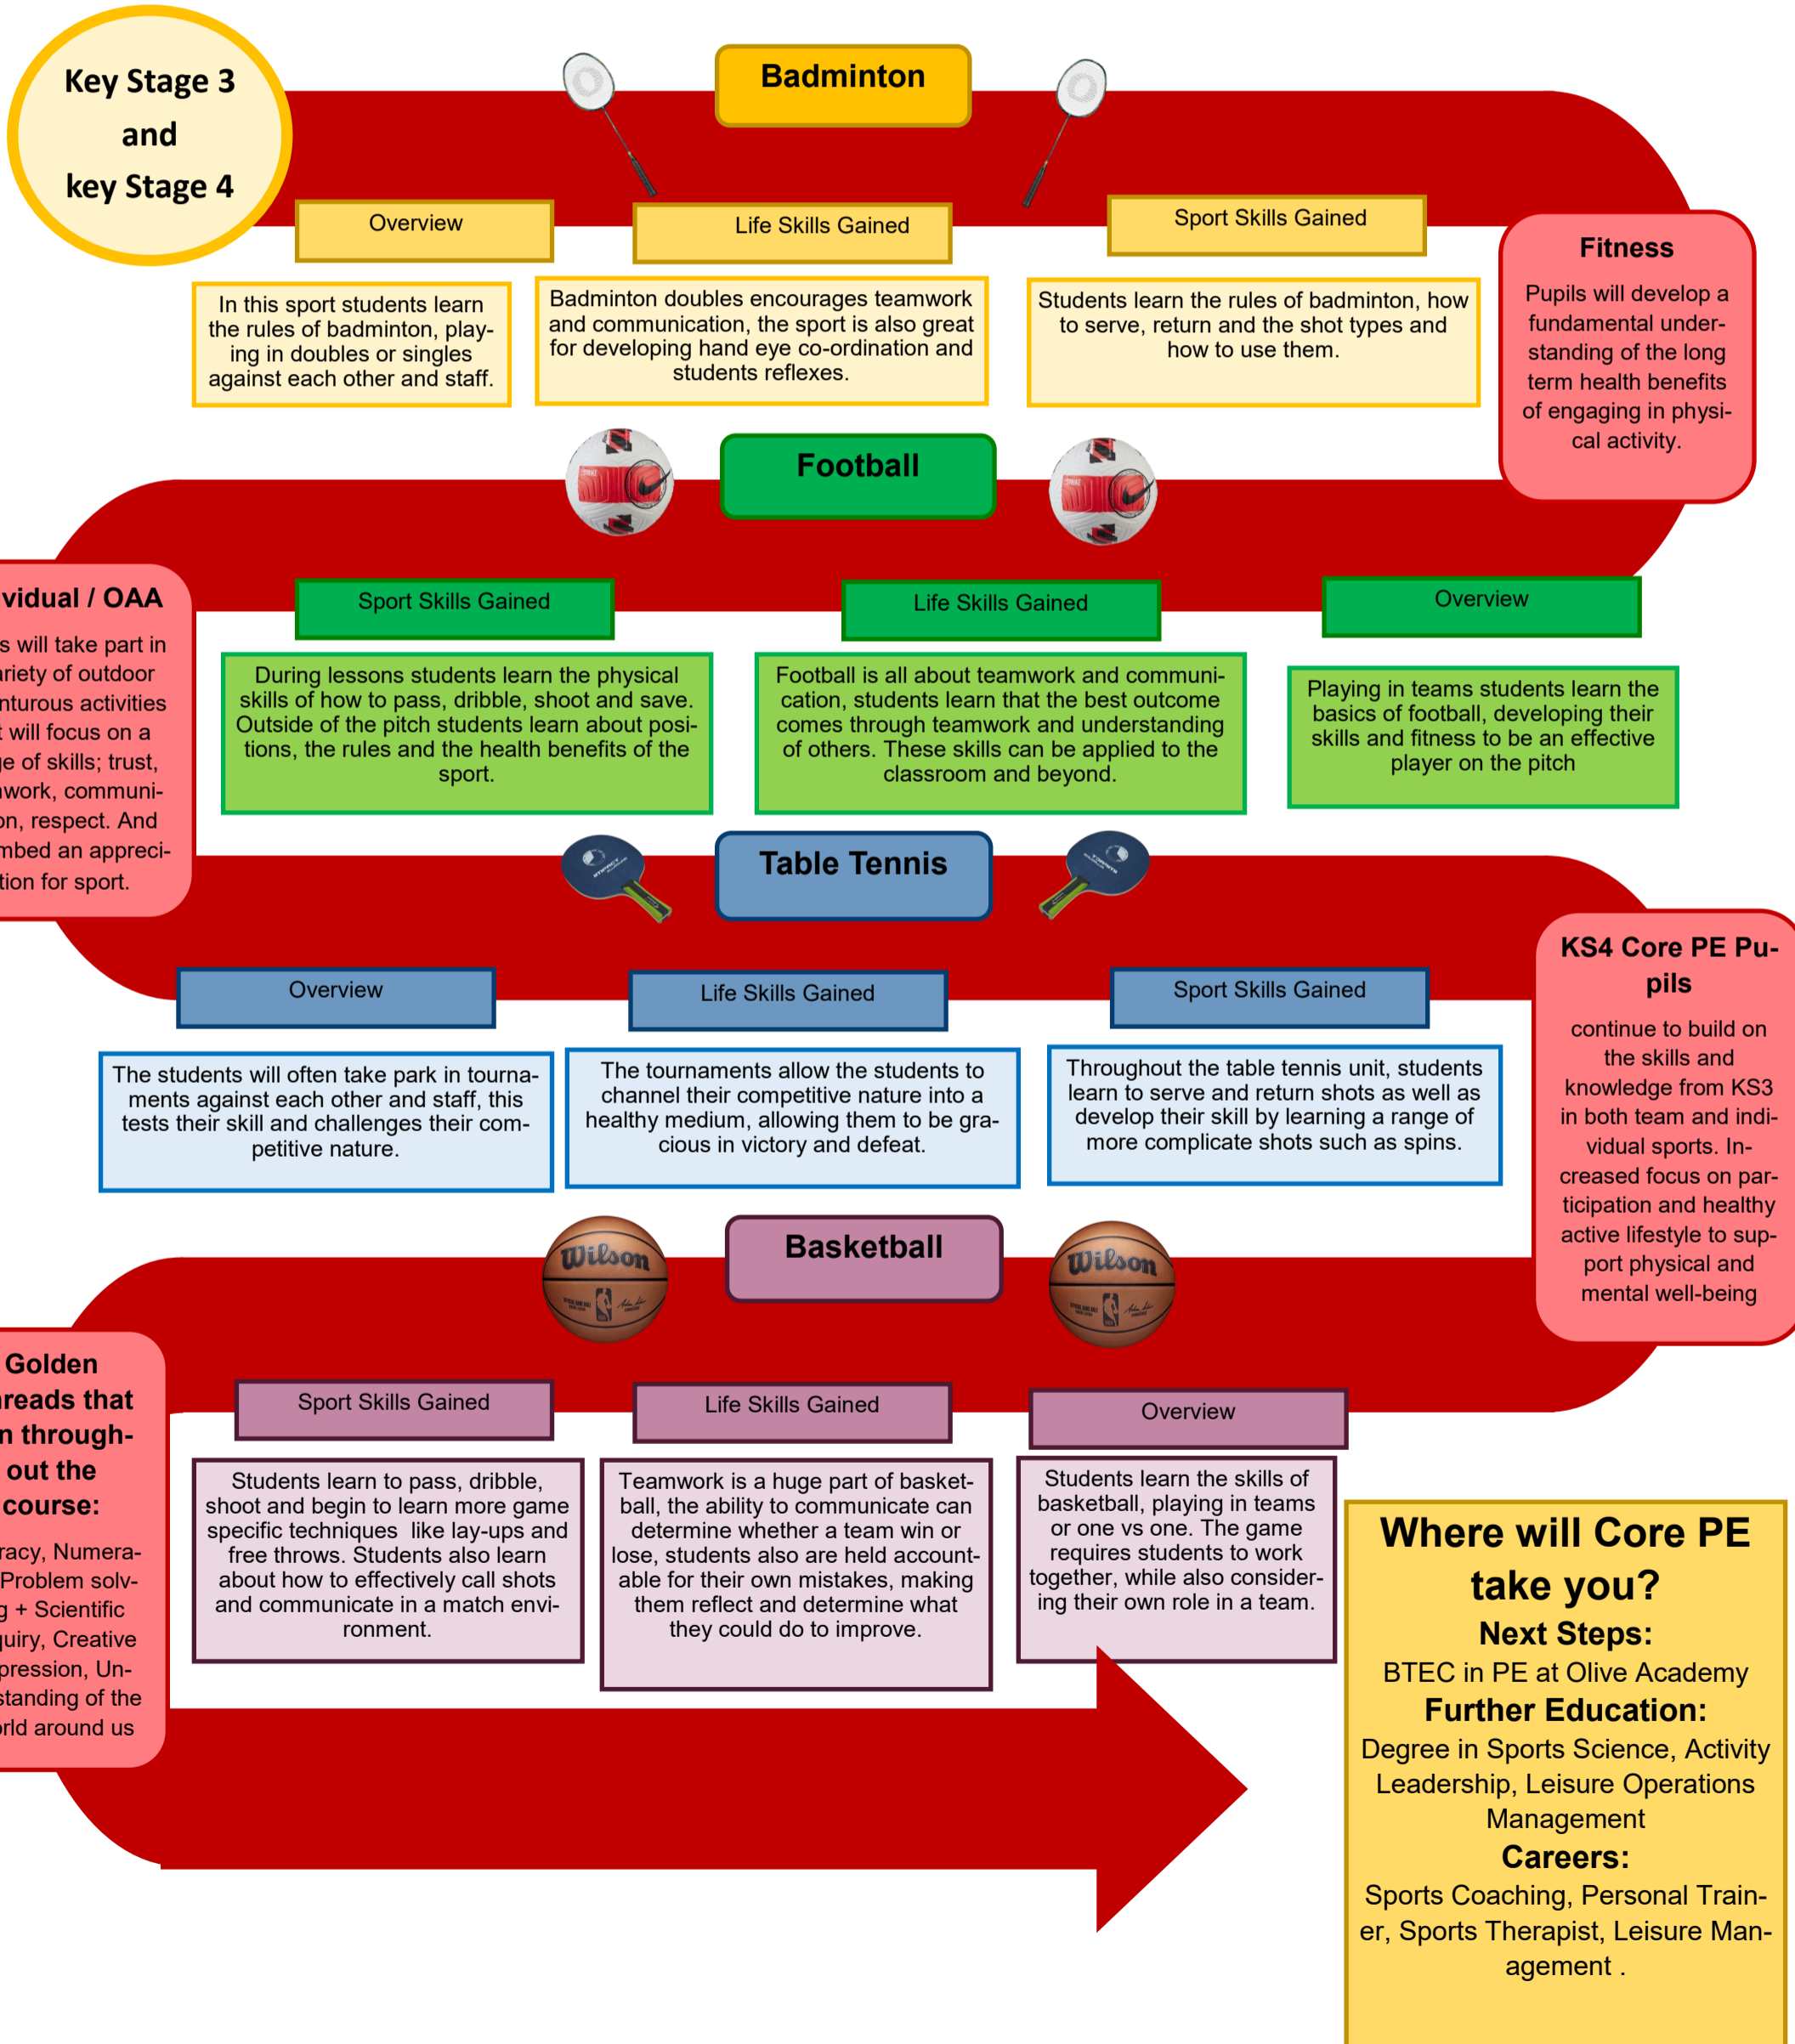 Key Stage 3
and
key Stage 4
Badminton
Overview
Life Skills Gained
Sport Skills Gained
In this sport students learn
the rules of badminton, play-
ing in doubles or singles
against each other and staff.
Badminton doubles encourages teamwork
and communication, the sport is also great
for developing hand eye co-ordination and
students reflexes.
Students learn the rules of badminton, how
to serve, return and the shot types and
how to use them.
Fitness
Pupils will develop a
fundamental under-
standing of the long
term health benefits
of engaging in physi-
cal activity.
Football
Sport Skills Gained
Life Skills Gained
Overview
During lessons students learn the physical
skills of how to pass, dribble, shoot and save.
Outside of the pitch students learn about posi-
tions, the rules and the health benefits of the
sport.
Football is all about teamwork and communi-
cation, students learn that the best outcome
comes through teamwork and understanding
of others. These skills can be applied to the
classroom and beyond.
Playing in teams students learn the
basics of football, developing their
skills and fitness to be an effective
player on the pitch
vidual / OAA
s will take part in
ariety of outdoor
nturous activities
t will focus on a
ge of skills; trust,
work, communi-
on, respect. And
mbed an appreci-
tion for sport.
Table Tennis
Overview
Life Skills Gained
Sport Skills Gained
The students will often take park in tourna-
ments against each other and staff, this
tests their skill and challenges their com-
petitive nature.
The tournaments allow the students to
channel their competitive nature into a
healthy medium, allowing them to be gra-
cious in victory and defeat.
Throughout the table tennis unit, students
learn to serve and return shots as well as
develop their skill by learning a range of
more complicate shots such as spins.
KS4 Core PE Pu-
pils
continue to build on
the skills and
knowledge from KS3
in both team and indi-
vidual sports. In-
creased focus on par-
ticipation and healthy
active lifestyle to sup-
port physical and
mental well-being
Basketball
Wilson
Wilson
Sport Skills Gained
Life Skills Gained
Overview
Students learn to pass, dribble,
shoot and begin to learn more game
specific techniques like lay-ups and
free throws. Students also learn
about how to effectively call shots
and communicate in a match envi-
ronment.
Teamwork is a huge part of basket-
ball, the ability to communicate can
determine whether a team win or
lose, students also are held account-
able for their own mistakes, making
them reflect and determine what
they could do to improve.
Students learn the skills of
basketball, playing in teams
or one vs one. The game
requires students to work
together, while also consider-
ing their own role in a team.
Golden
reads that
n through-
out the
course:
racy, Numera-
Problem solv-
g + Scientific
quiry, Creative
pression, Un-
standing of the
orld around us
Where will Core PE
take you?
Next Steps:
BTEC in PE at Olive Academy
Further Education:
Degree in Sports Science, Activity
Leadership, Leisure Operations
Management
Careers:
Sports Coaching, Personal Train-
er, Sports Therapist, Leisure Man-
agement .